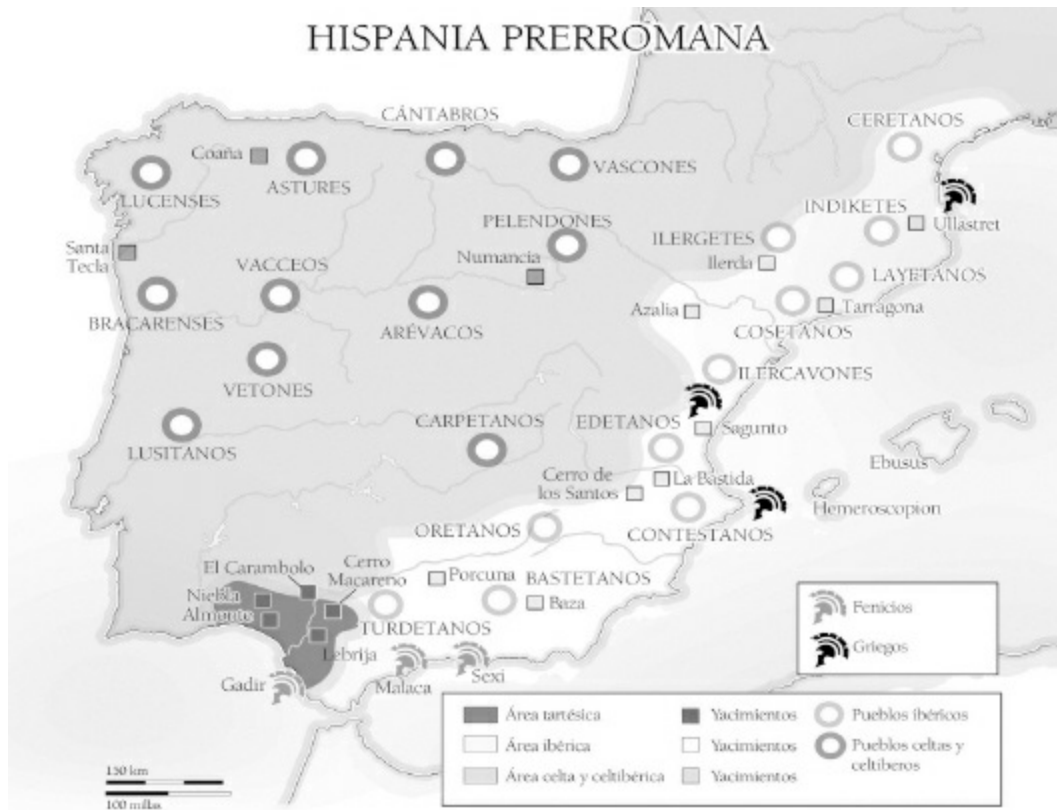 HISPANIA PRERROMANA
CÁNTABROS
CERETANOS
Coaña
ASTURES
VASCONES
LUCENSES
PELENDONES
INDIKETES
Ullastret
Santa
Tecla
ILERGETES
Ilerda
VACCEOS
Numancia
LAYETANOS
BRACARENSES
ARÉVACOS
Azalia
Tarragona
COSETANOS
VETONES
ILERCAVONES
LUSITANOS
CARPETANOS
EDETANOS
Sagunto
Ebusus
Cerro de
los Santos
La Bastida
Hemeroscopion
ORETANOS
CONTESTANOS
El Carambolo
Cerro
Macareno
Porcuna
BASTETANOS
Niebla
Almonte
Baza
TURDETANOS
Lebrija
Gadir
Malaca
Sexi
Fenicios
Griegos
Área tartésica
Yacimientos
Pueblos ibéricos
Área ibérica
Yacimientos
Pueblos celtas y
celtiberos
Área celta y celtibérica
Yacimientos
150 km
100 millas